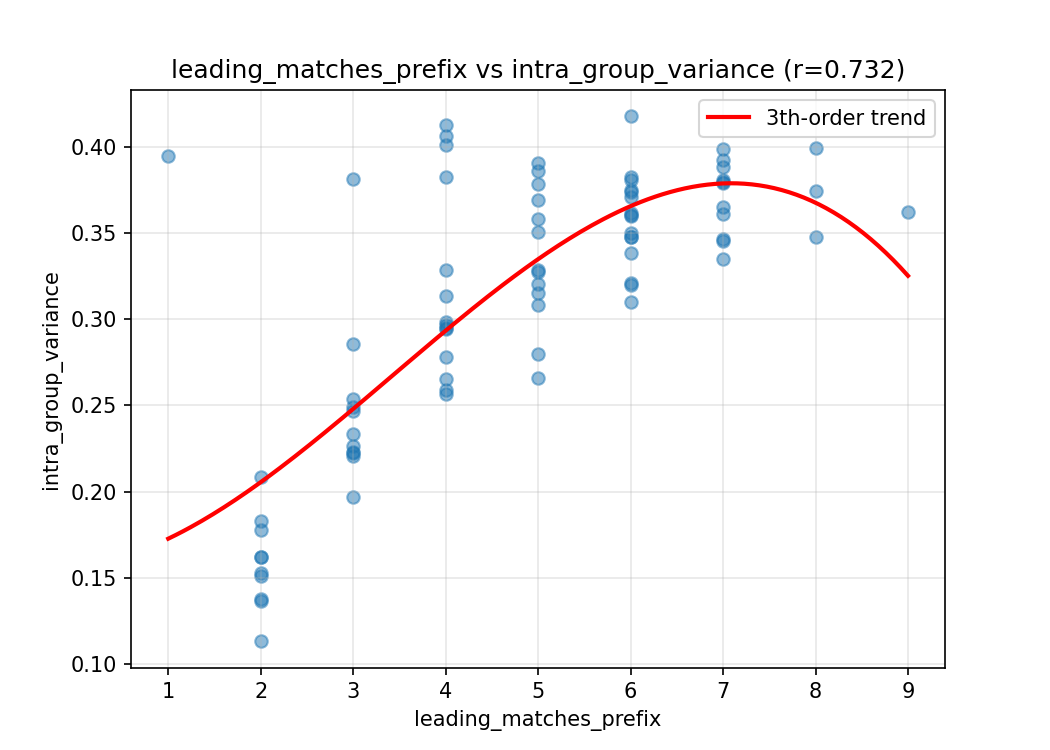 leading_matches_prefix vs intra_group_variance (r=0.732)
3th-order trend
intra_group_variance
0.40
0.35
0.30
0.25
0.20
0.15
0.10
1 2 3 4 5 6 7 8 9
leading_matches_prefix